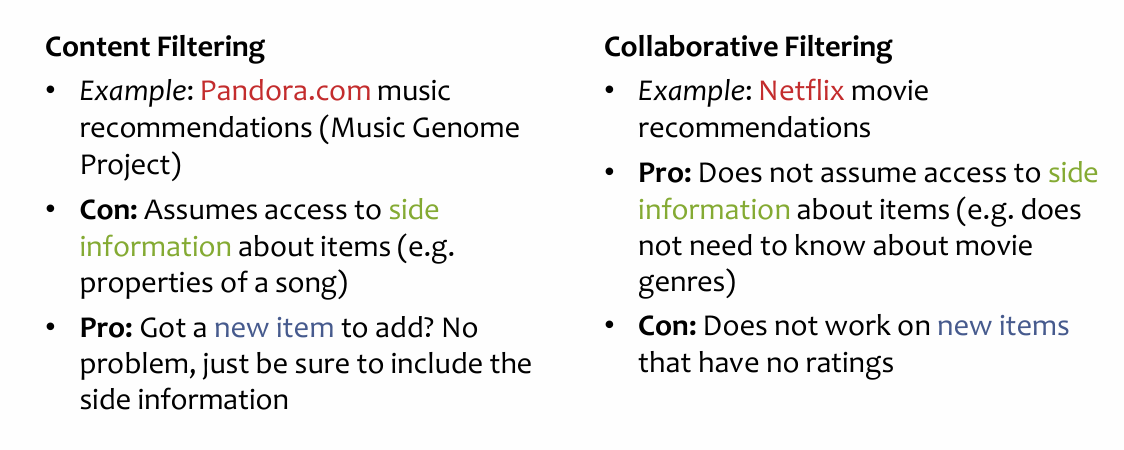 Content Filtering
• Example: Pandora.com music
recommendations (Music Genome
Project)
• Con: Assumes access to side
information about items (e.g.
properties of a song)
• Pro: Got a new item to add? No
problem, just be sure to include the
side information
Collaborative Filtering
• Example: Netflix movie
recommendations
• Pro: Does not assume access to side
information about items (e.g. does
not need to know about movie
genres)
• Con: Does not work on new items
that have no ratings